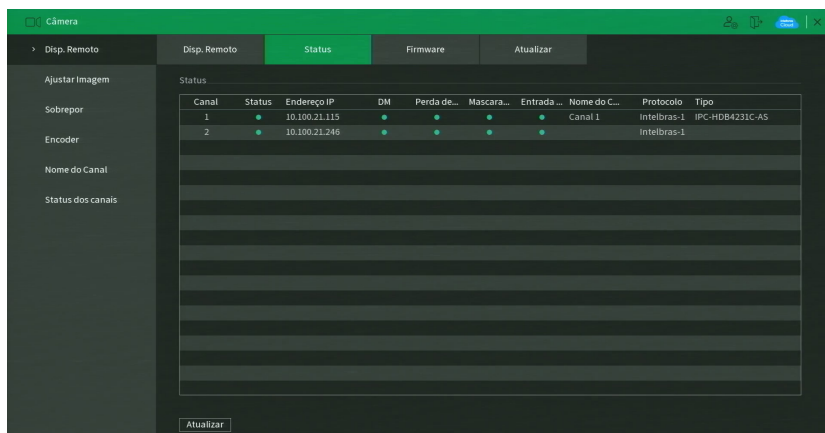 Câmera
> Disp. Remoto
Ajustar Imagem
Sobrepor
Encoder
Nome do Canal
Status dos canais
Disp. Remoto Status Firmware Atualizar
Status
Canal Status Endereço IP DM Perda de... Mascara... Entrada ... Nome do C... Protocolo Tipo
1 10.100.21.115 Canal 1 Intelbras-1 IPC-HDB4231C-AS
2 10.100.21.246 Intelbras-1
Atualizar